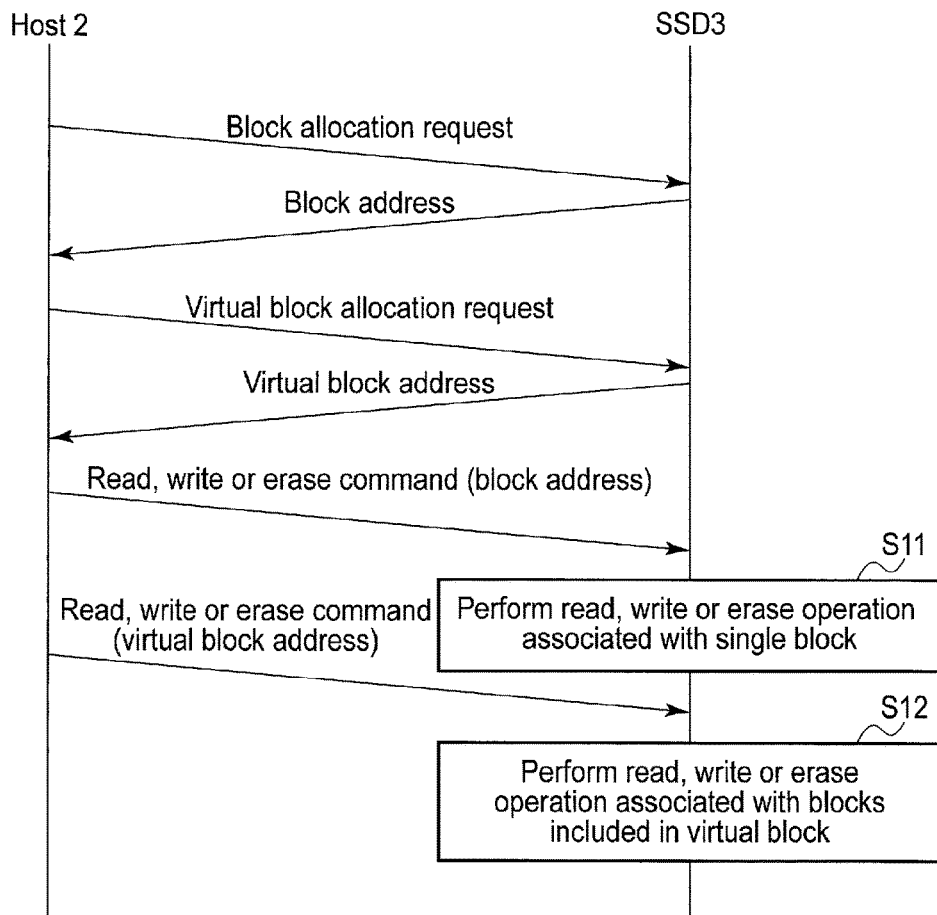 Host 2
SSD3
Block allocation request
Block address
Virtual block allocation request
Virtual block address
Read, write or erase command (block address)
S11
Perform read, write or erase operation
associated with single block
Read, write or erase command
(virtual block address)
S12
Perform read, write or erase
operation associated with blocks
included in virtual block